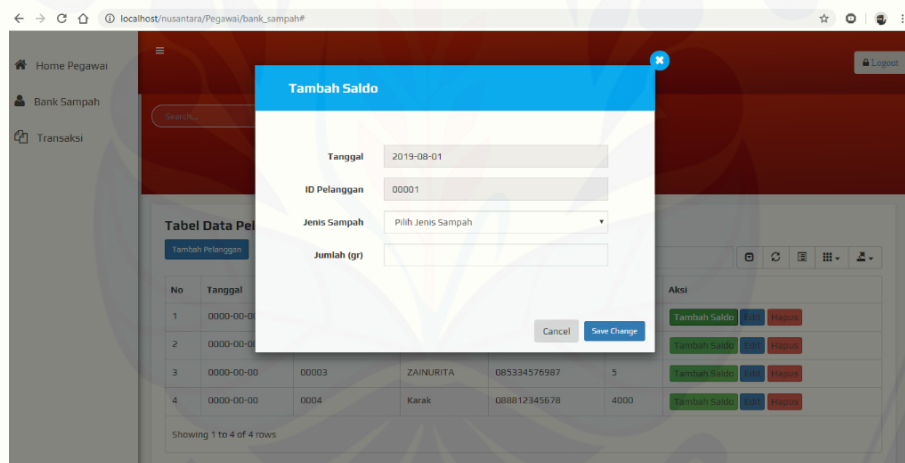 localhost/nusantara/Pegawai/bank_sampah#
Home Pegawai
Bank Sampah
Transaksi
Logout
Search...
Tambah Saldo
Tanggal 2019-08-01
ID Pelanggan 00001
Jenis Sampah Pilih Jenis Sampah
Jumlah (gr)
Cancel Save Change
Tabel Data Pel
Tambah Pelanggan
No Tanggal Aksi
1 0000-00-0 Tambah Saldo Edit Hapus
2 0000-00-0 Tambah Saldo Edit Hapus
3 0000-00-00 00003 ZAINURITA 085334576987 5 Tambah Saldo Edit Hapus
4 0000-00-00 0004 Karak 088812345678 4000 Tambah Saldo Edit Hapus
Showing 1 to 4 of 4 rows